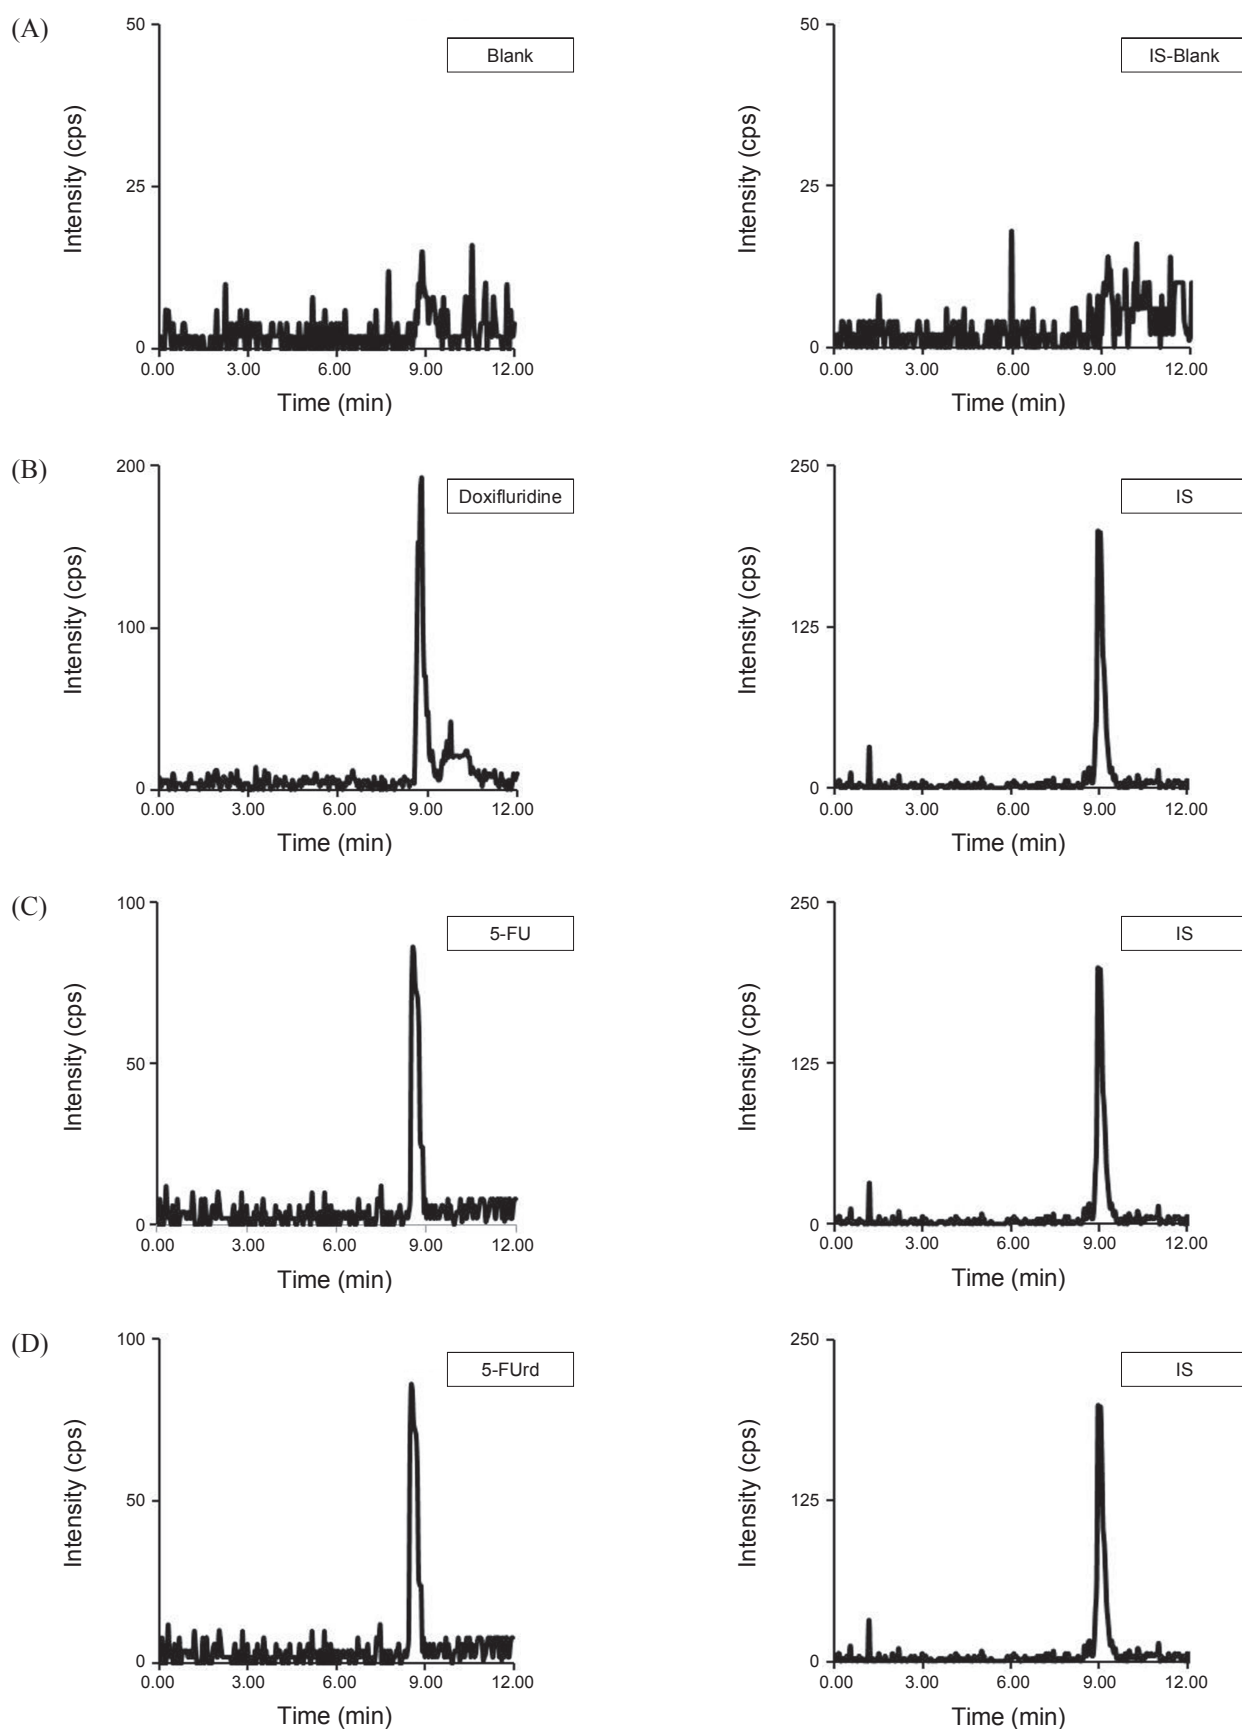 (A)
50
25
0
Intensity (cps)
Blank
0.00 3.00 6.00 9.00 12.00
Time (min)
50
25
0
Intensity (cps)
IS-Blank
0.00 3.00 6.00 9.00 12.00
Time (min)
(B)
200
100
0
Intensity (cps)
Doxifluridine
0.00 3.00 6.00 9.00 12.00
Time (min)
250
125
0
Intensity (cps)
IS
0.00 3.00 6.00 9.00 12.00
Time (min)
(C)
100
50
0
Intensity (cps)
5-FU
0.00 3.00 6.00 9.00 12.00
Time (min)
250
125
0
Intensity (cps)
IS
0.00 3.00 6.00 9.00 12.00
Time (min)
(D)
100
50
0
Intensity (cps)
5-FUrd
0.00 3.00 6.00 9.00 12.00
Time (min)
250
125
0
Intensity (cps)
IS
0.00 3.00 6.00 9.00 12.00
Time (min)